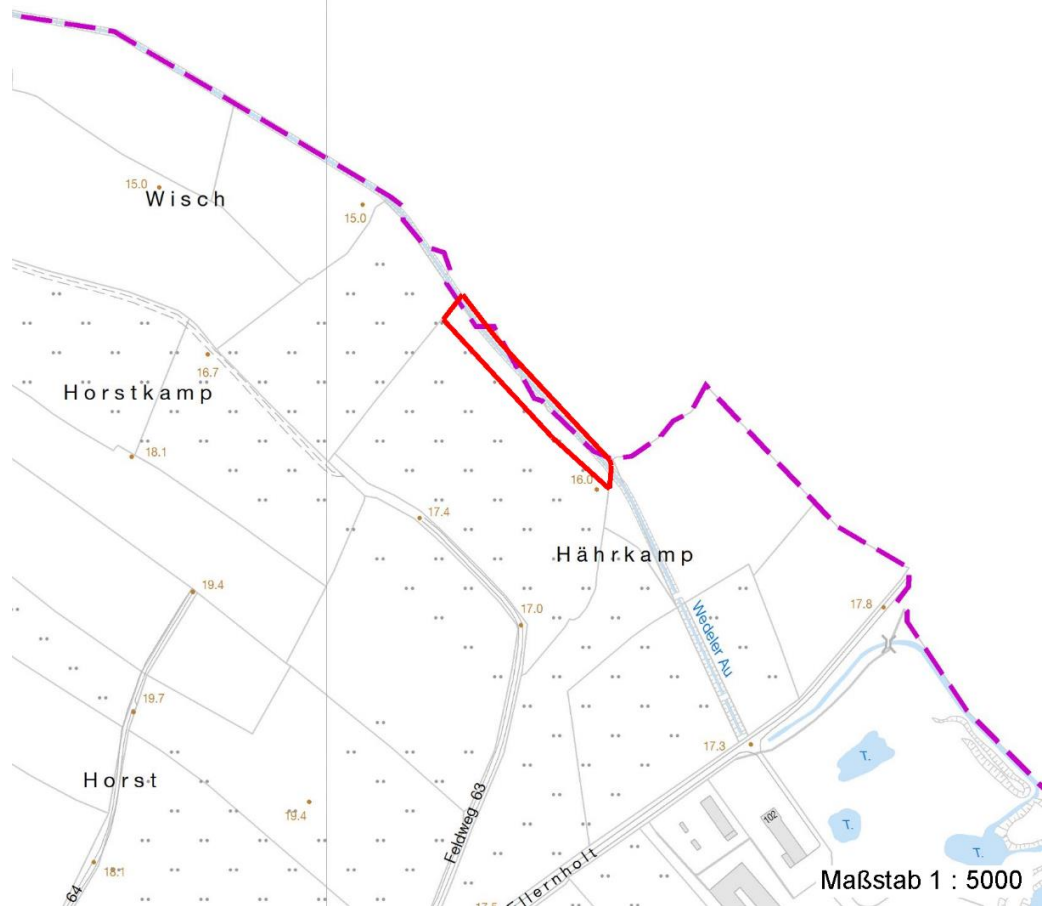 15.0
Wisch
15.0
16.7
Horstkamp
18.1
17.4
16.0
Hährkamp
19.4
17.0
17.8
Wedeler Au
19.7
17.3
Horst
T.
19.4
Feldweg 63
102
T.
T.
18.1
Ellernholt
64
17.5
Maßstab 1 : 5000